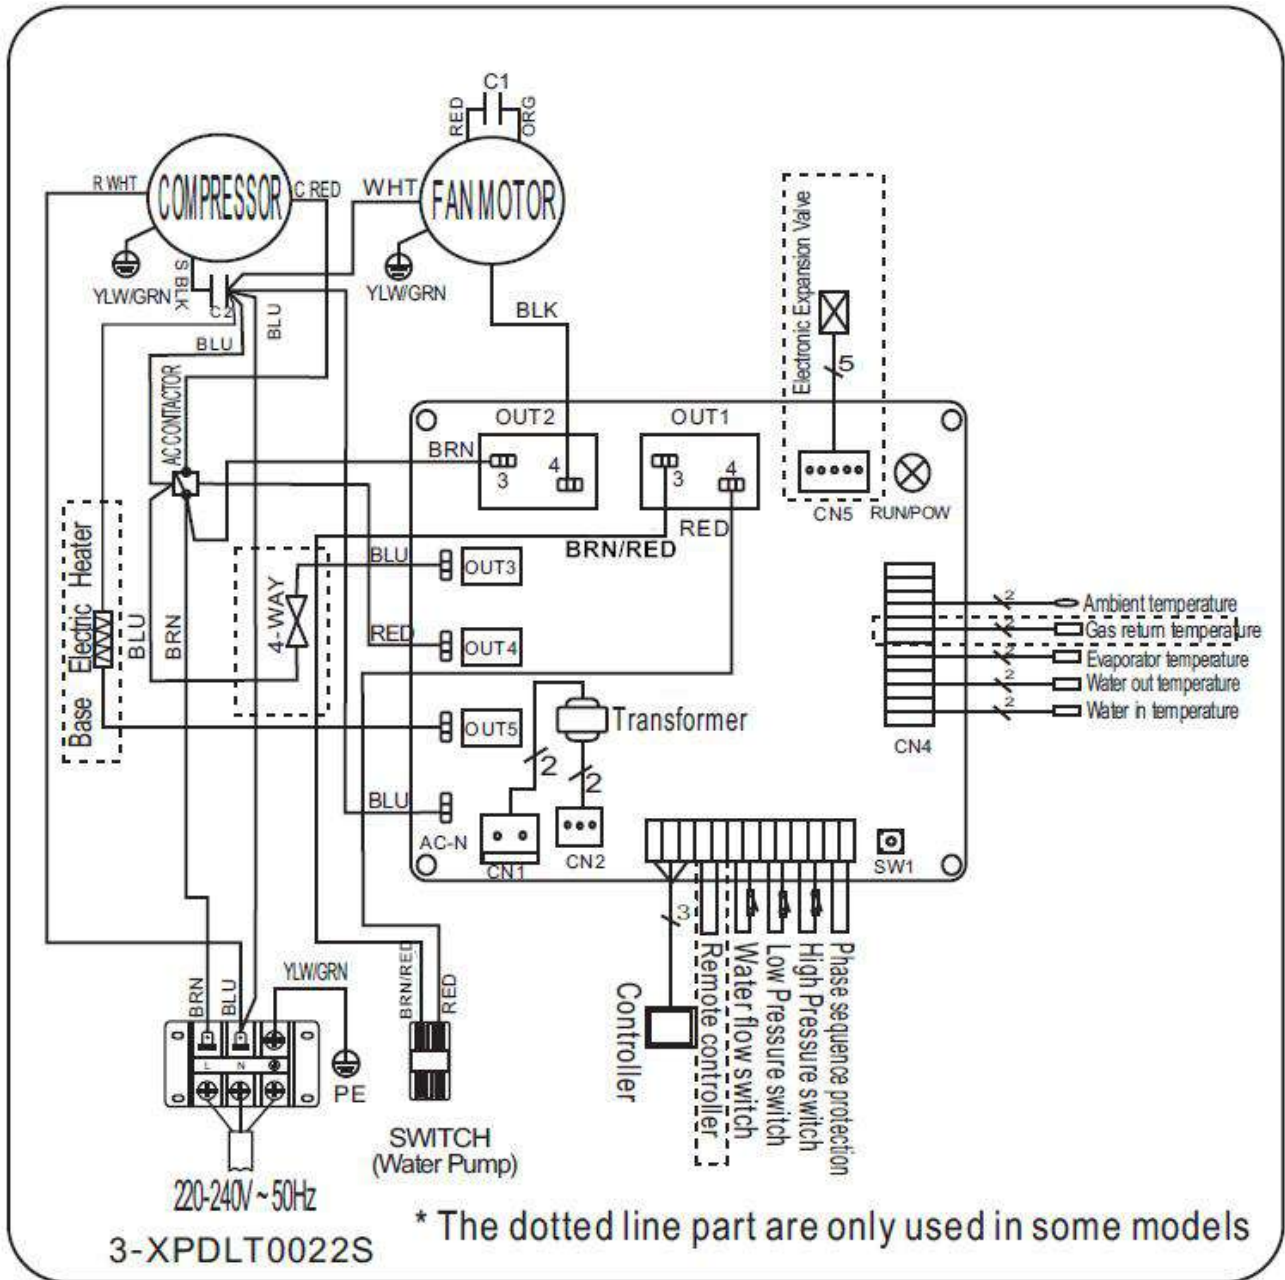 C1
RED
ORG
R WHT
COMPRESSOR
C RED
WHT
FAN MOTOR
YLW/GRN
S BLK
C2
BLU
BLU
YLW/GRN
BLK
Electronic Expansion Valve
5
AC CONTACTOR
OUT2
OUT1
BRN
3
4
3
4
CN5
RUN/POW
RED
BRN/RED
Base Electric Heater
BLU
BRN
4-WAY
BLU
OUT3
RED
OUT4
OUT5
BLU
AC-N
Transformer
2
2
CN1
CN2
2
Ambient temperature
2
Gas return temperature
2
Evaporator temperature
2
Water out temperature
2
Water in temperature
CN4
SW1
3
Controller
Remote controller
Water flow switch
Low Pressure switch
High Pressure switch
Phase sequence protection
BRN
BLU
YLW/GRN
L
N
PE
BRN/RED
RED
SWITCH
(Water Pump)
220-240V ~ 50Hz
3-XPDLT0022S
* The dotted line part are only used in some models